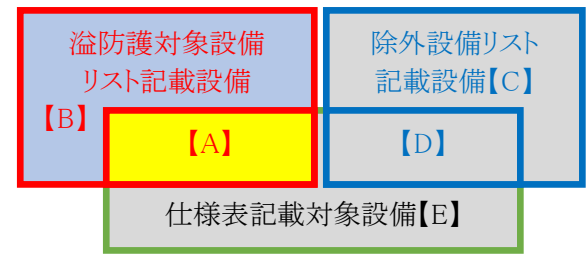 溢防護対象設備
リスト記載設備
【B】
【A】
除外設備リスト
記載設備【C】
【D】
仕様表記載対象設備【E】